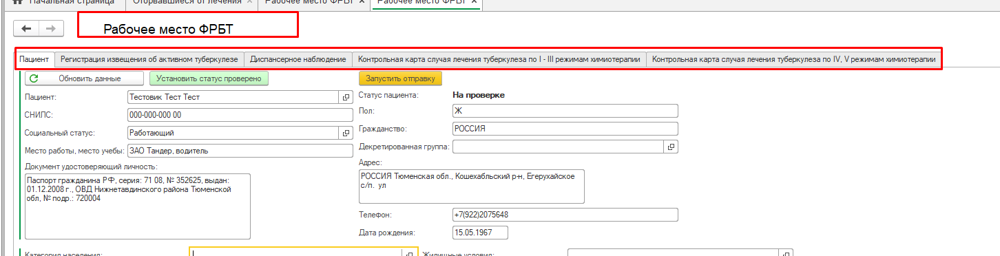 Начальная страница Оторвавшиеся от лечения × Рабочее место ФРБТ × Рабочее место ФРБТ ×
Рабочее место ФРБТ
Пациент Регистрация извещения об активном туберкулезе Диспансерное наблюдение Контрольная карта случая лечения туберкулеза по I - III режимам химиотерапии Контрольная карта случая лечения туберкулеза по IV, V режимам химиотерапии
Обновить данные Установить статус проверено Запустить отправку
Пациент: Тестовик Тест Тест Статус пациента: На проверке
СНИЛС: 000-000-000 00 Пол: Ж
Социальный статус: Работающий Гражданство: РОССИЯ
Место работы, место учебы: ЗАО Тандер, водитель Декретированная группа:
Документ удостоверяющий личность: Адрес:
Паспорт гражданина РФ, серия: 71 08, № 352625, выдан: РОССИЯ Тюменская обл., Кошехабльский р-н, Егерухайское
01.12.2008 г., ОВД Нижнетавдинского района Тюменской с/п. ул
обл, № подр.: 720004
Телефон: +7(922)2075648
Дата рождения: 15.05.1967
Категория населения: Жилищные условия: